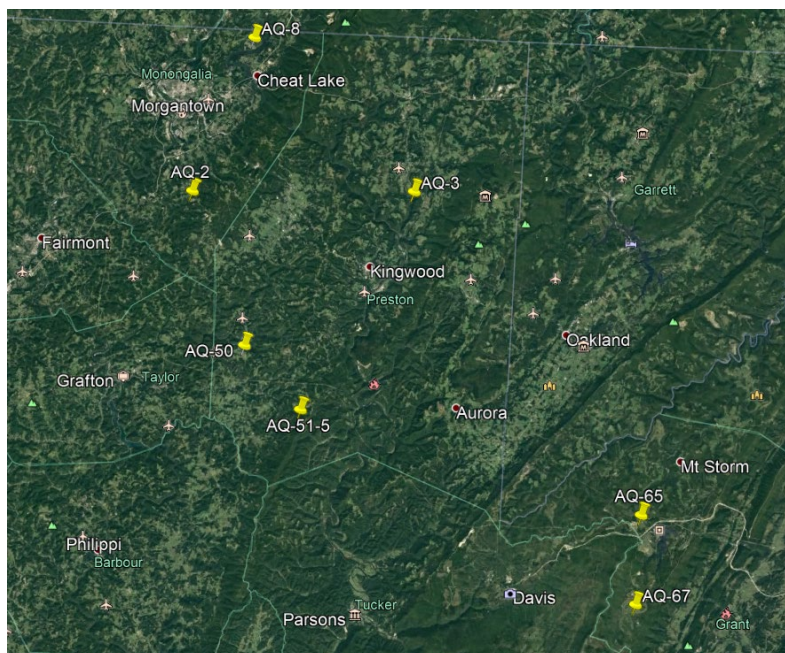 AQ-8
Monongalia
Cheat Lake
Morgantown
AQ-2
AQ-3
Garrett
Fairmont
Kingwood
Preston
AQ-50
Oakland
Grafton
Taylor
Aurora
AQ-51-5
Mt Storm
AQ-65
Philippi
Barbour
Davis
AQ-67
Tucker
Parsons
Grant